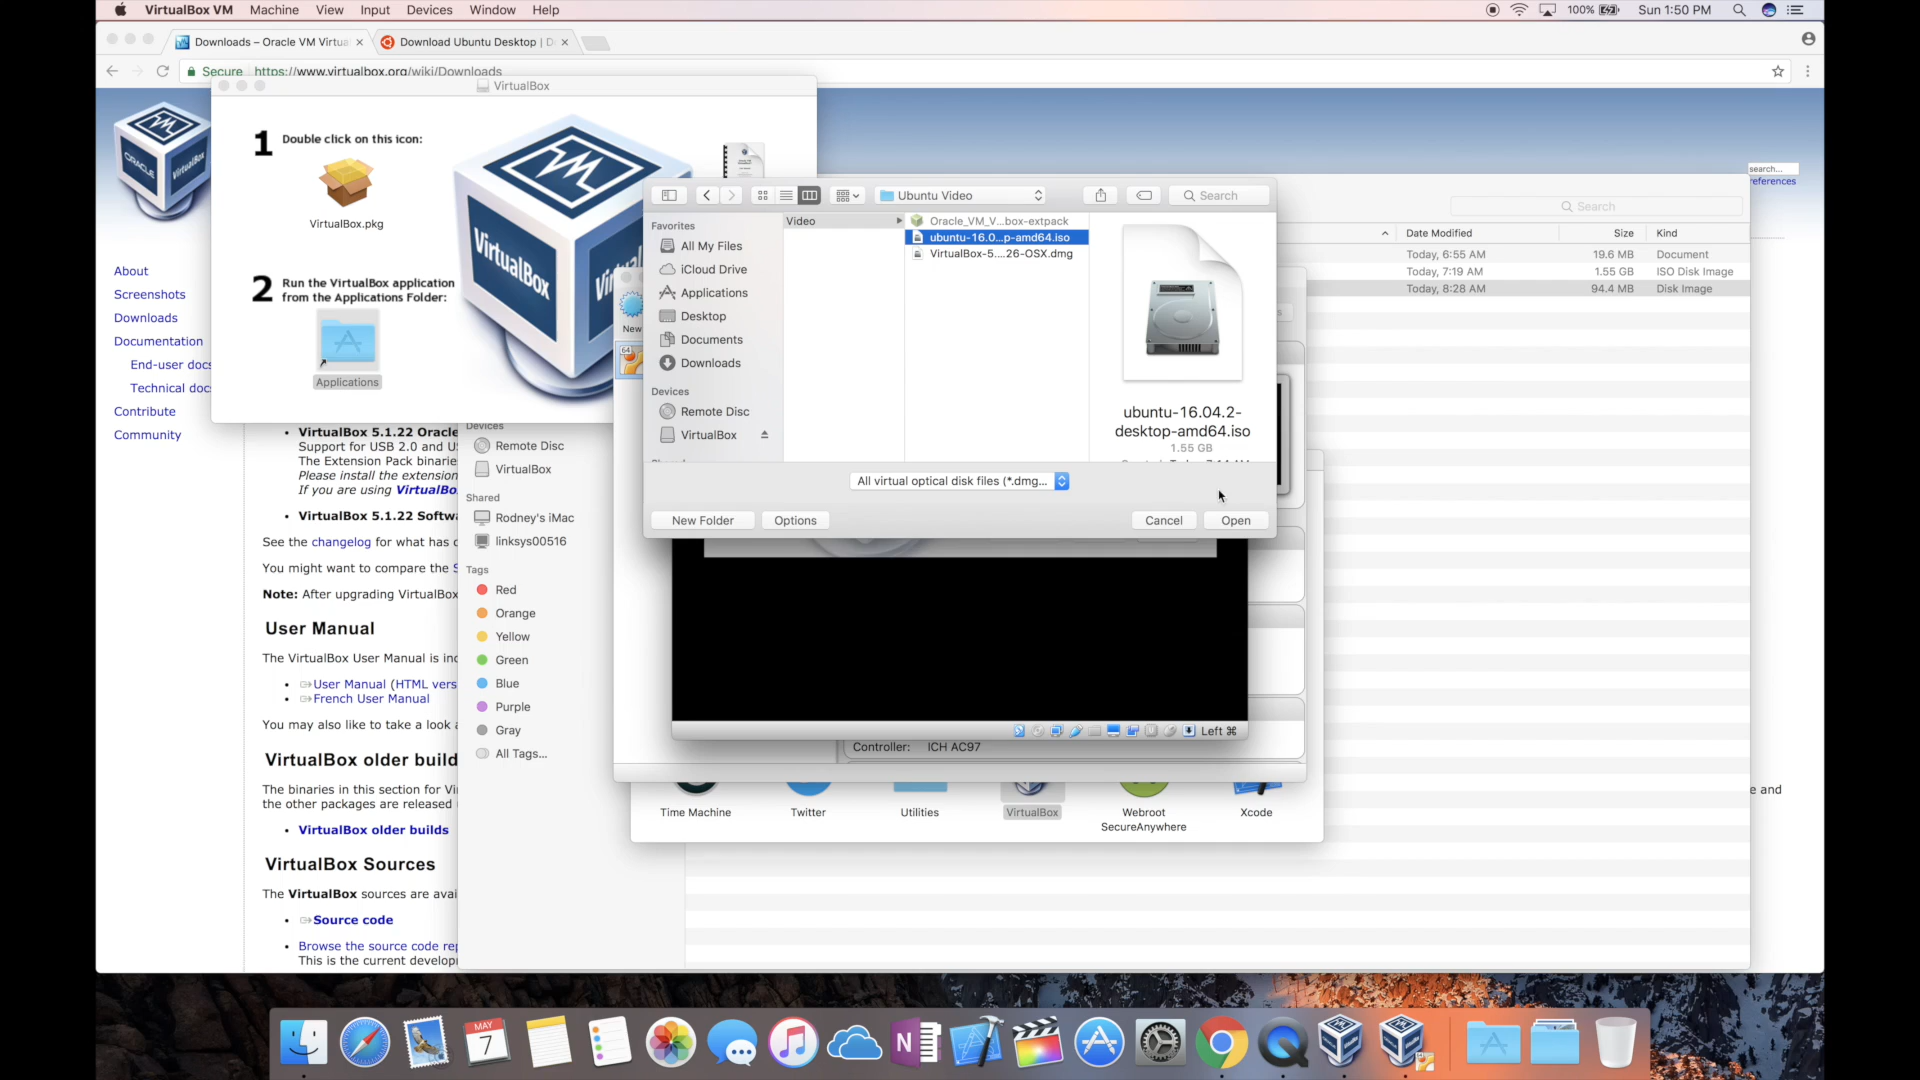 VirtualBox VM Machine View Input Devices Window Help
100% Sun 1:50 PM
Downloads – Oracle VM Virtua
Download Ubuntu Desktop | D
Secure https://www.virtualbox.org/wiki/Downloads
VirtualBox
1 Double click on this icon:
VirtualBox.pkg
2 Run the VirtualBox application
from the Applications Folder:
Applications
ORACLE
VirtualBox
VirtualBox
About
Screenshots
Downloads
Documentation
End-user docs
Technical docs
Contribute
Community
search...
references
Search
Date Modified Size Kind
Today, 6:55 AM 19.6 MB Document
Today, 7:19 AM 1.55 GB ISO Disk Image
Today, 8:28 AM 94.4 MB Disk Image
New
64
Ubuntu Video
Search
Favorites
All My Files
iCloud Drive
Applications
Desktop
Documents
Downloads
Devices
Remote Disc
VirtualBox
Video
Oracle_VM_V...box-extpack
ubuntu-16.0...p-amd64.iso
VirtualBox-5....26-OSX.dmg
ubuntu-16.04.2-
desktop-amd64.iso
1.55 GB
All virtual optical disk files (*.dmg...
New Folder Options Cancel Open
VirtualBox 5.1.22 Oracle
Support for USB 2.0 and U
The Extension Pack binarie
Please install the extension
If you are using VirtualBo
VirtualBox 5.1.22 Softw
See the changelog for what has c
You might want to compare the S
Note: After upgrading VirtualBox
User Manual
The VirtualBox User Manual is inc
User Manual (HTML vers
French User Manual
You may also like to take a look a
VirtualBox older build
The binaries in this section for Vi
the other packages are released
VirtualBox older builds
VirtualBox Sources
The VirtualBox sources are avai
Source code
Browse the source code rep
This is the current develop
Devices
Remote Disc
VirtualBox
Shared
Rodney's iMac
linksys00516
Tags
Red
Orange
Yellow
Green
Blue
Purple
Gray
All Tags...
Left ⌘
Controller: ICH AC97
Time Machine
Twitter
Utilities
VirtualBox
Webroot
SecureAnywhere
Xcode
e and
MAY
7
N